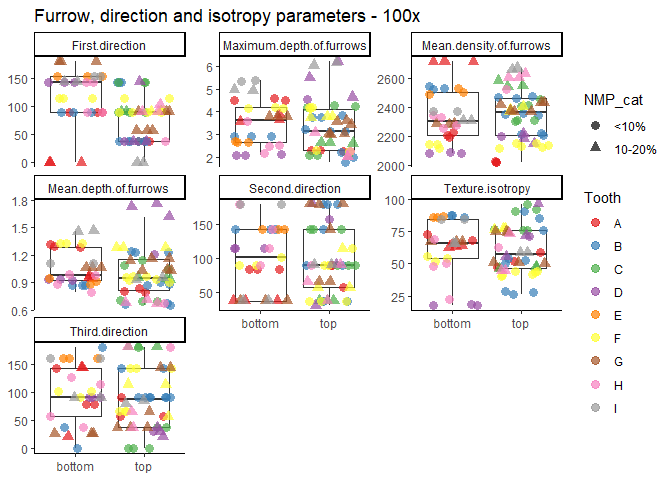 Furrow, direction and isotropy parameters - 100x
First.direction
Maximum.depth.of.furrows
Mean.density.of.furrows
150
100
50
0
6
5
4
3
2
2600
2400
2200
2000
Mean.depth.of.furrows
Second.direction
Texture.isotropy
1.8
1.5
1.2
0.9
0.6
150
100
50
100
75
50
25
bottom
top
bottom
top
Third.direction
150
100
50
0
bottom
top
NMP_cat
<10%
10-20%
Tooth
A
B
C
D
E
F
G
H
I